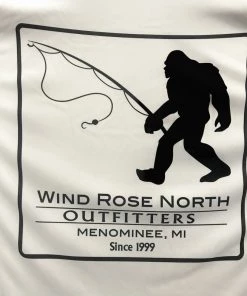 WIND ROSE NORTH
OUTFITTERS
MENOMINEE, MI
Since 1999